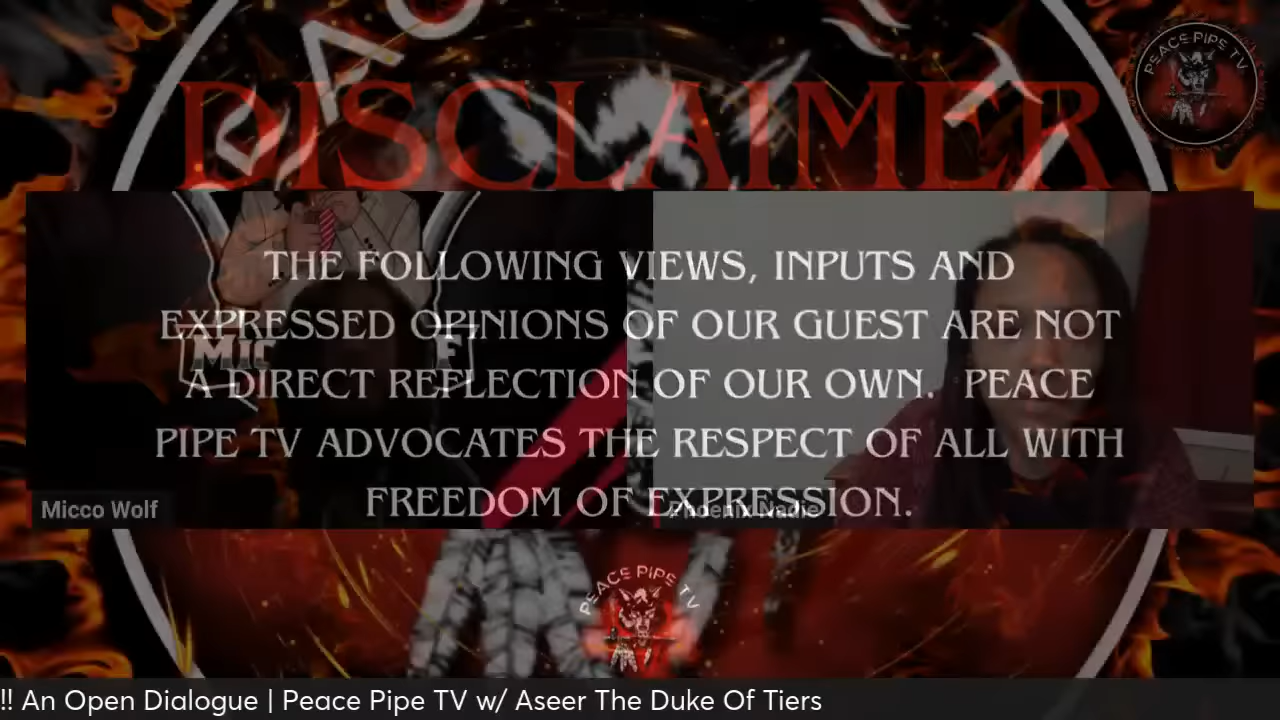 PEACE PIPE TV
DISCLAIMER
THE FOLLOWING VIEWS, INPUTS AND
EXPRESSED OPINIONS OF OUR GUEST ARE NOT
A DIRECT REFLECTION OF OUR OWN. PEACE
PIPE TV ADVOCATES THE RESPECT OF ALL WITH
FREEDOM OF EXPRESSION.
Micco Wolf
Phoenix Nadie
PEACE PIPE TV
!! An Open Dialogue | Peace Pipe TV w/ Aseer The Duke Of Tiers